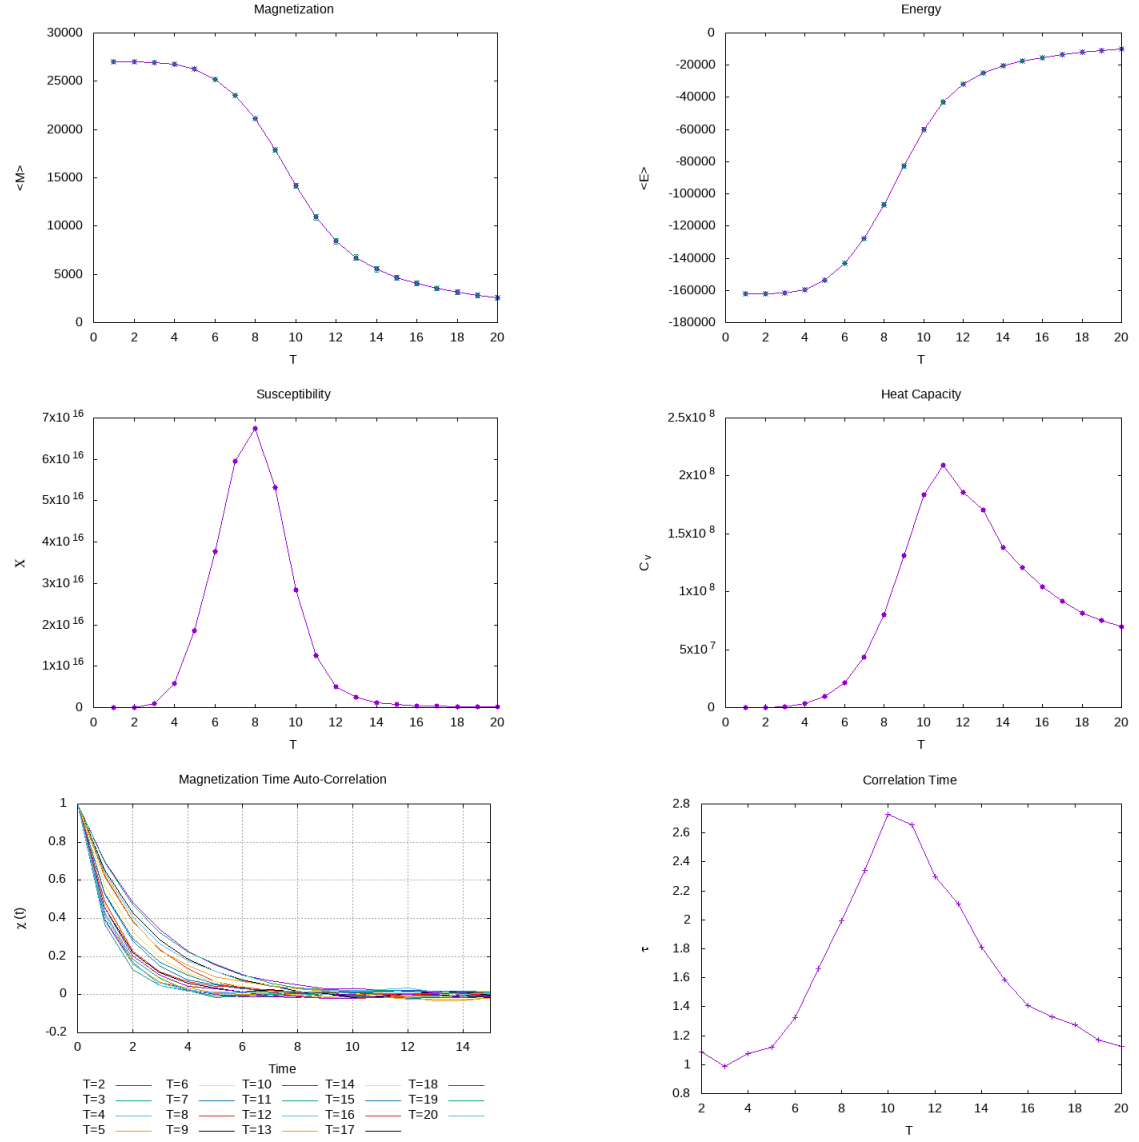 Magnetization
30000
25000
20000
15000
10000
5000
0
<M>
0 2 4 6 8 10 12 14 16 18 20
T
Energy
0
-20000
-40000
-60000
-80000
-100000
-120000
-140000
-160000
-180000
<E>
0 2 4 6 8 10 12 14 16 18 20
T
Susceptibility
7x10^16
6x10^16
5x10^16
4x10^16
3x10^16
2x10^16
1x10^16
0
X
0 2 4 6 8 10 12 14 16 18 20
T
Heat Capacity
2.5x10^8
2x10^8
1.5x10^8
1x10^8
5x10^7
0
C_v
0 2 4 6 8 10 12 14 16 18 20
T
Magnetization Time Auto-Correlation
1
0.8
0.6
0.4
0.2
0
-0.2
χ (t)
0 2 4 6 8 10 12 14
Time
T=2 T=6 T=10 T=14 T=18
T=3 T=7 T=11 T=15 T=19
T=4 T=8 T=12 T=16 T=20
T=5 T=9 T=13 T=17
Correlation Time
2.8
2.6
2.4
2.2
2
1.8
1.6
1.4
1.2
1
0.8
τ
2 4 6 8 10 12 14 16 18 20
T